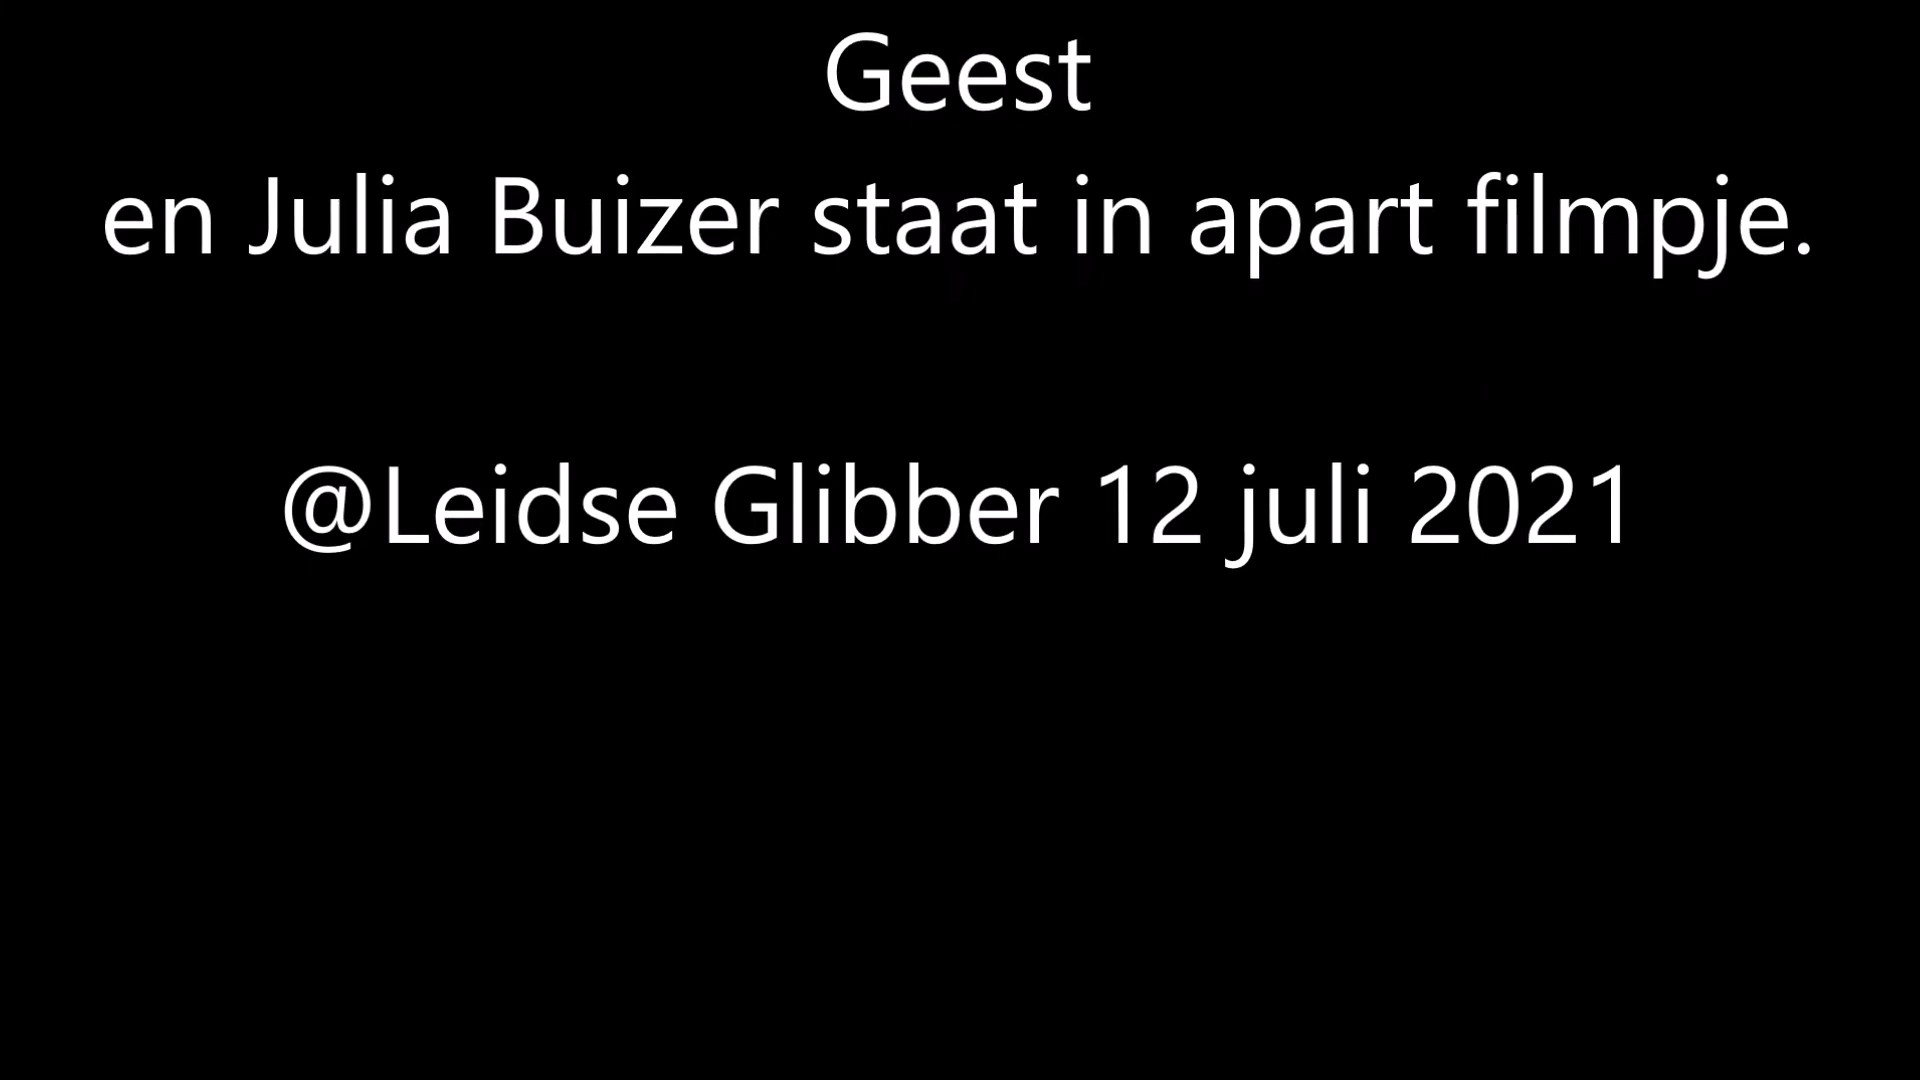 Geest
en Julia Buizer staat in apart filmpje.
@Leidse Glibber 12 juli 2021